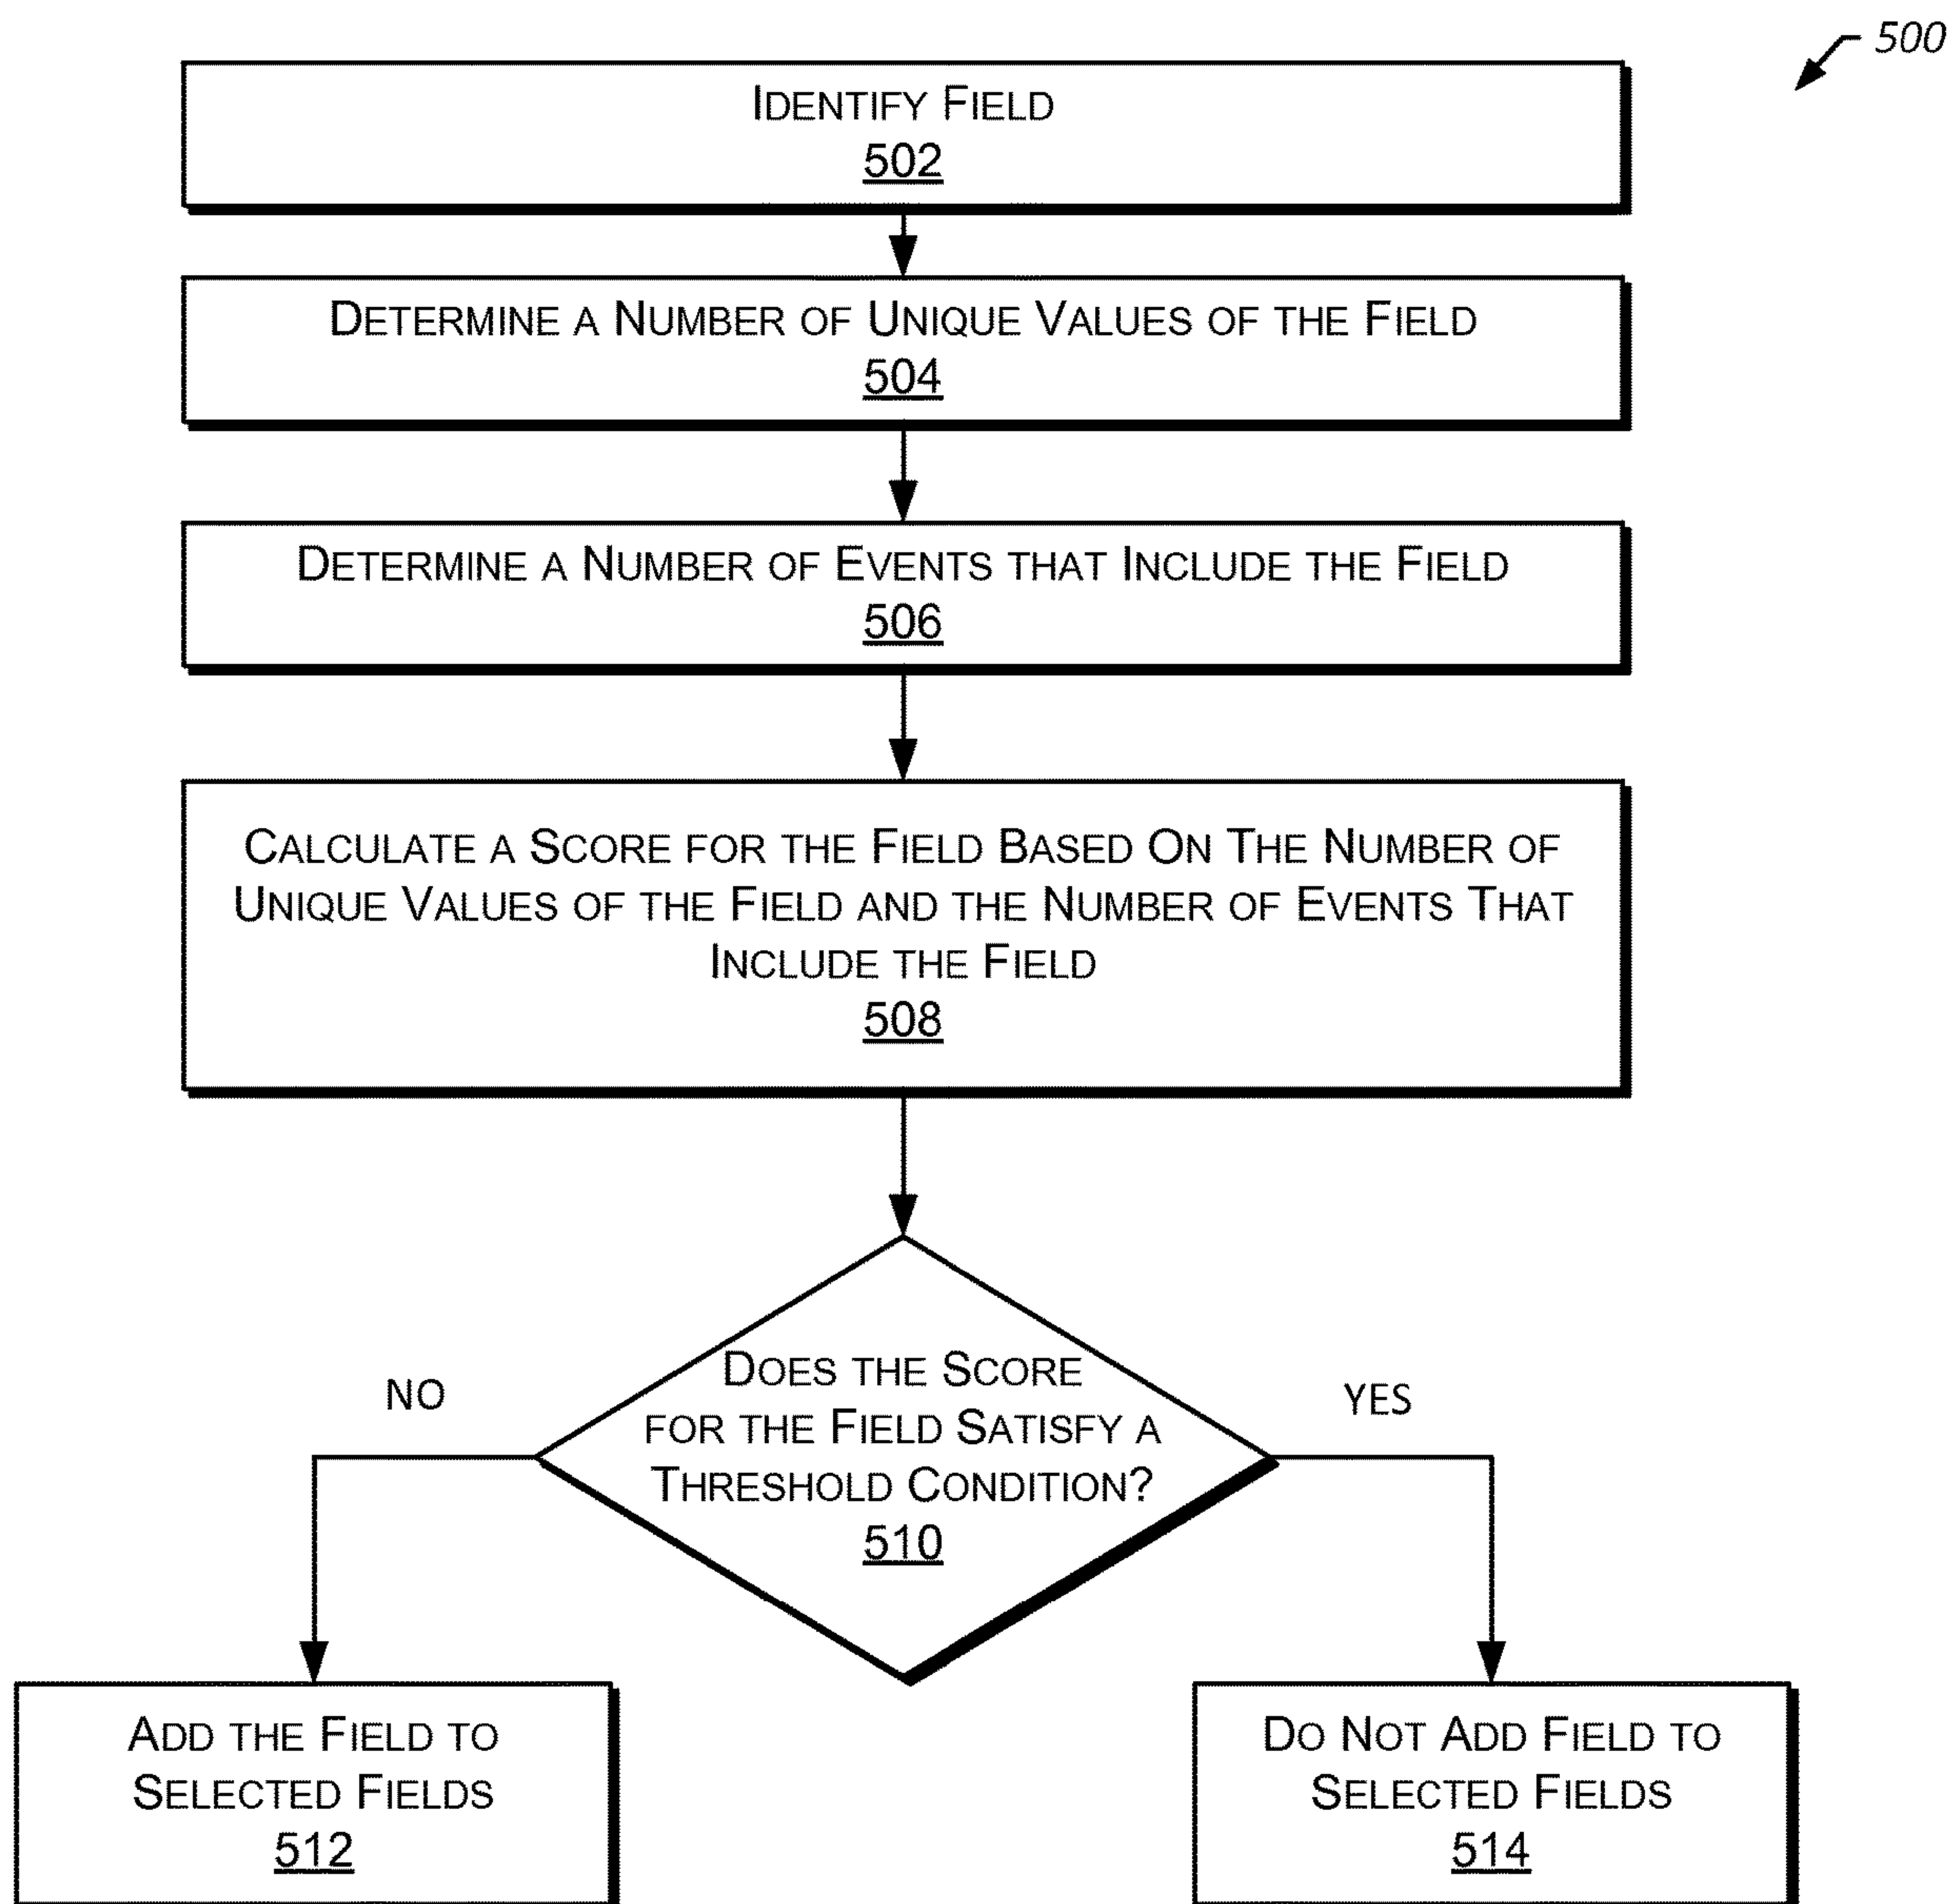 500
IDENTIFY FIELD
502
DETERMINE A NUMBER OF UNIQUE VALUES OF THE FIELD
504
DETERMINE A NUMBER OF EVENTS THAT INCLUDE THE FIELD
506
CALCULATE A SCORE FOR THE FIELD BASED ON THE NUMBER OF
UNIQUE VALUES OF THE FIELD AND THE NUMBER OF EVENTS THAT
INCLUDE THE FIELD
508
DOES THE SCORE
FOR THE FIELD SATISFY A
THRESHOLD CONDITION?
510
NO
YES
ADD THE FIELD TO
SELECTED FIELDS
512
DO NOT ADD FIELD TO
SELECTED FIELDS
514